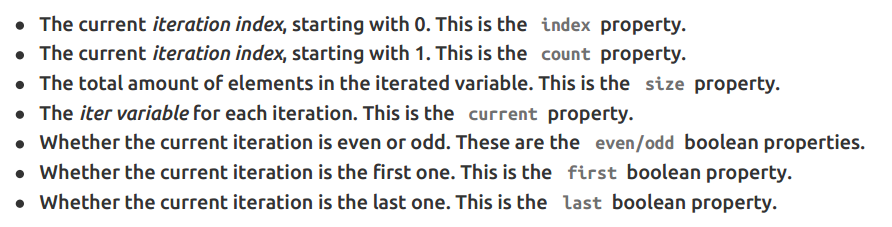 • The current iteration index, starting with 0. This is the index property.
• The current iteration index, starting with 1. This is the count property.
• The total amount of elements in the iterated variable. This is the size property.
• The iter variable for each iteration. This is the current property.
• Whether the current iteration is even or odd. These are the even/odd boolean properties.
• Whether the current iteration is the first one. This is the first boolean property.
• Whether the current iteration is the last one. This is the last boolean property.